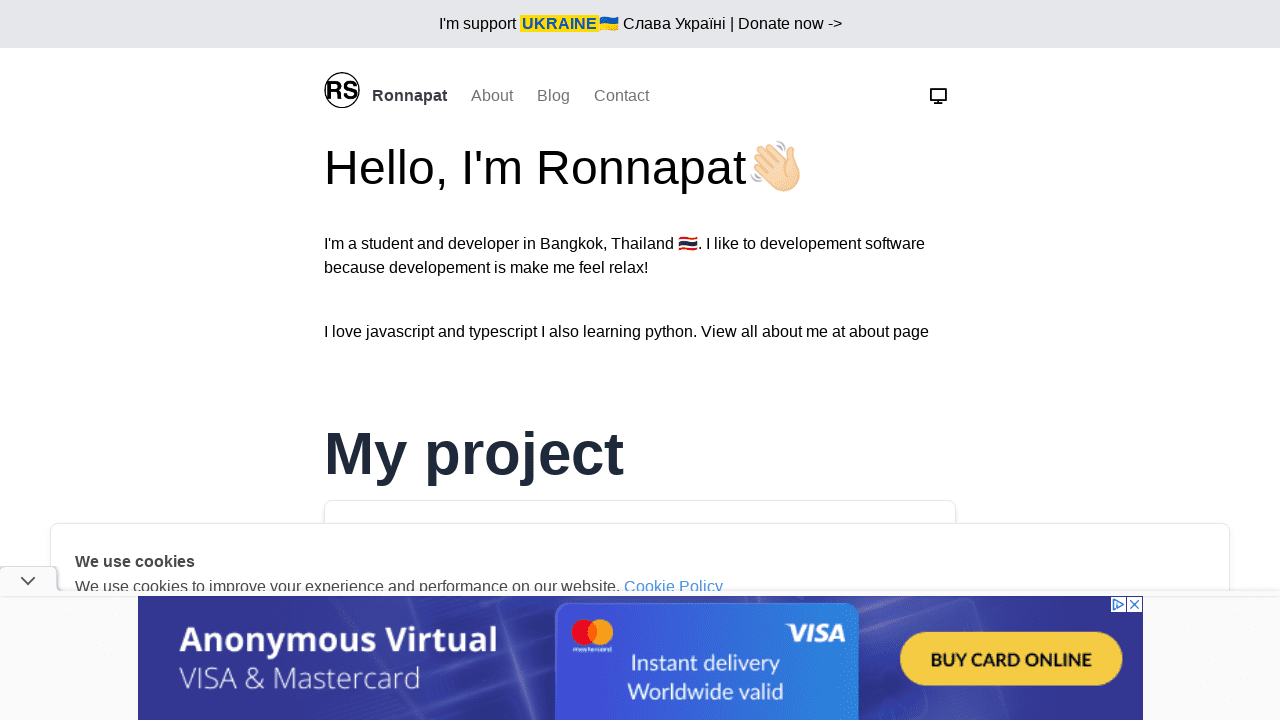 I'm support UKRAINE🇺🇦 Слава Україні | Donate now ->
RS Ronnapat About Blog Contact
Hello, I'm Ronnapat👋🏻
I'm a student and developer in Bangkok, Thailand 🇹🇭. I like to developement software
because developement is make me feel relax!
I love javascript and typescript I also learning python. View all about me at about page
My project
We use cookies
We use cookies to improve your experience and performance on our website. Cookie Policy
Anonymous Virtual
VISA & Mastercard
mastercard
VISA
Instant delivery
Worldwide valid
BUY CARD ONLINE